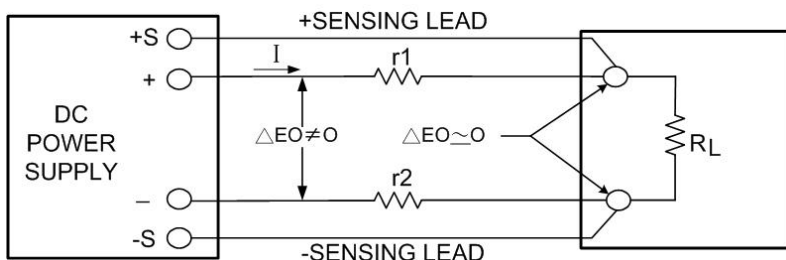 +SENSING LEAD
+S
I
r1
+
DC
POWER
SUPPLY
△EO≠O
△EO≃O
RL
r2
–
-S
-SENSING LEAD